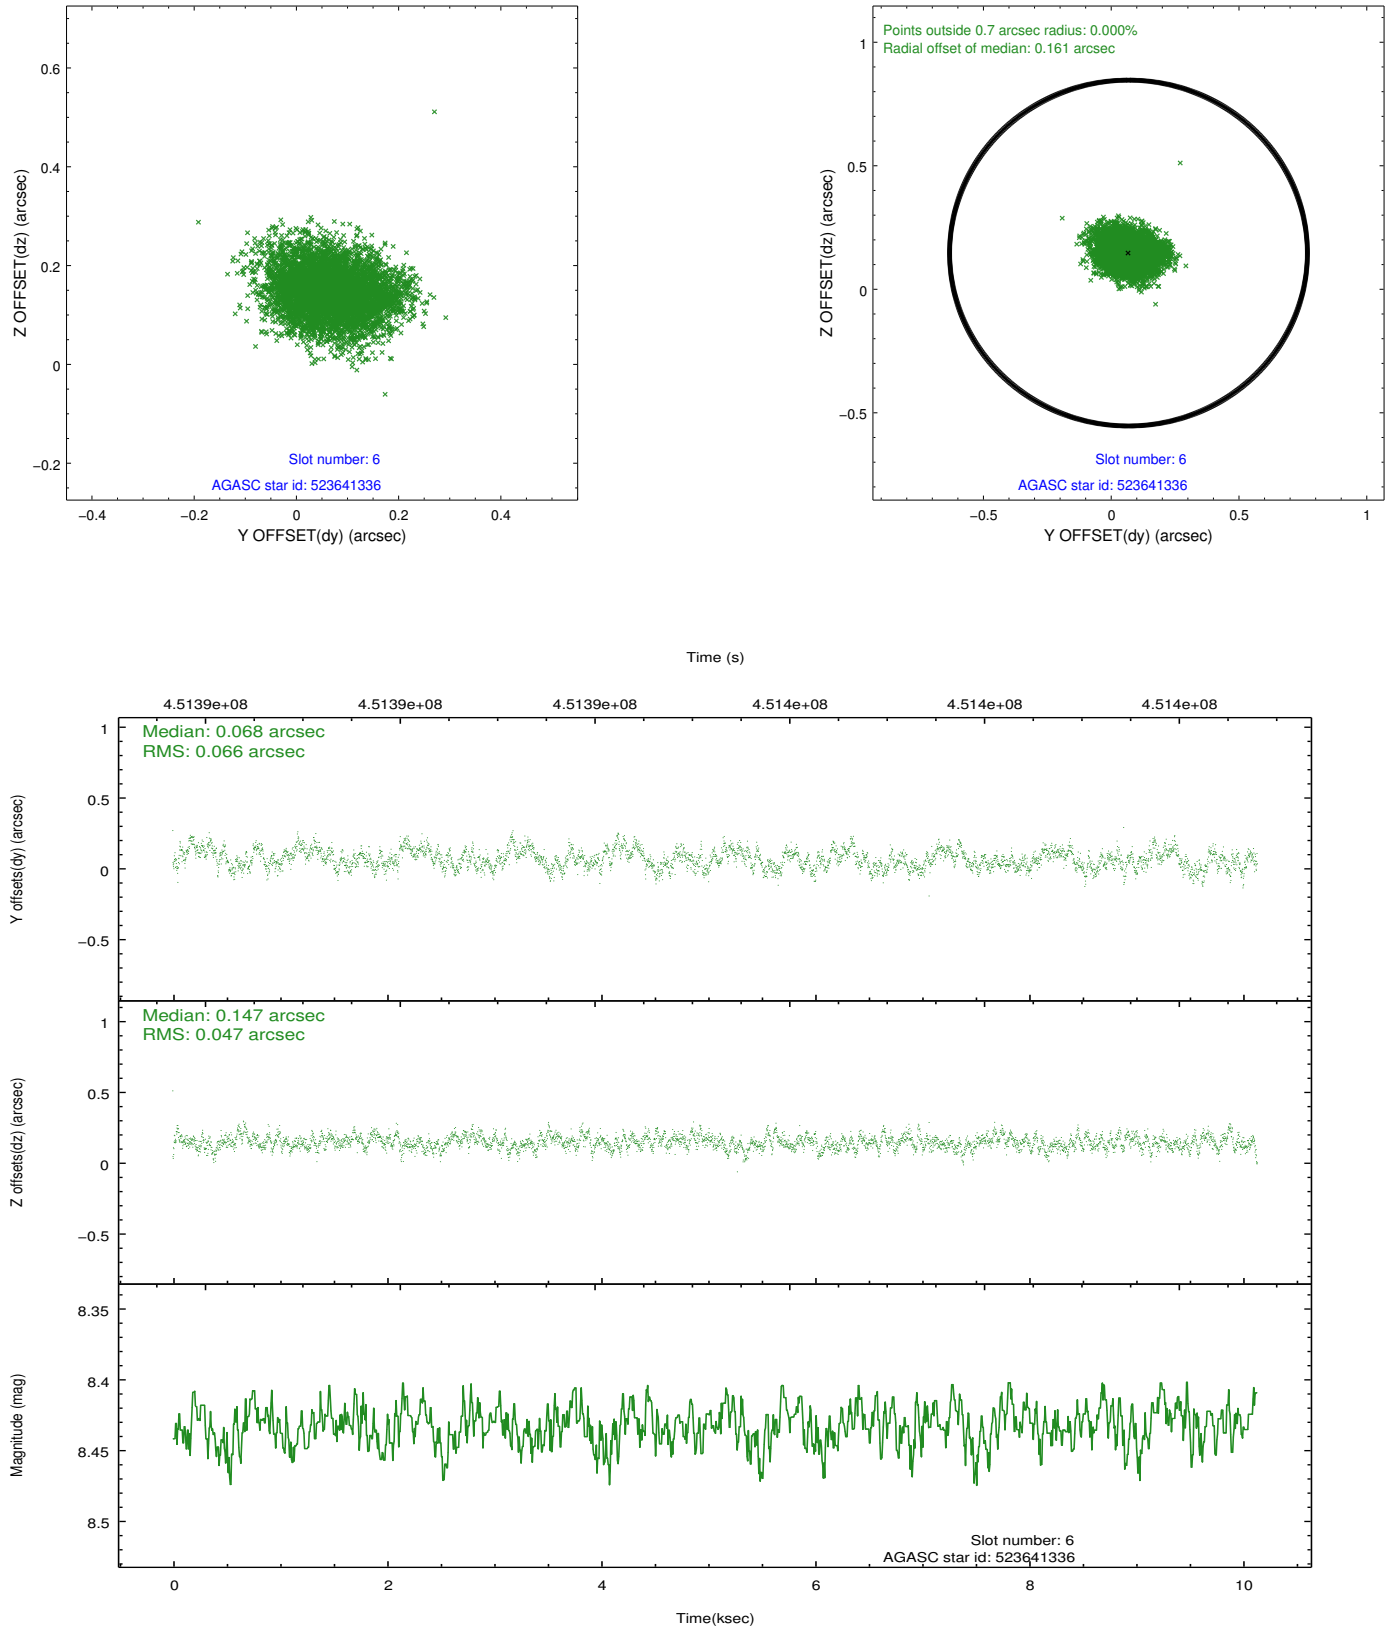 0.6
0.4
0.2
0
−0.2
−0.4
−0.2
0
0.2
0.4
Z OFFSET(dz) (arcsec)
Y OFFSET(dy) (arcsec)
Slot number: 6
AGASC star id: 523641336
Points outside 0.7 arcsec radius: 0.000%
Radial offset of median: 0.161 arcsec
1
0.5
0
−0.5
−0.5
0
0.5
1
Z OFFSET(dz) (arcsec)
Y OFFSET(dy) (arcsec)
Slot number: 6
AGASC star id: 523641336
Time (s)
4.5139e+08
4.5139e+08
4.5139e+08
4.514e+08
4.514e+08
4.514e+08
Median: 0.068 arcsec
RMS: 0.066 arcsec
1
0.5
0
−0.5
Y offsets(dy) (arcsec)
Median: 0.147 arcsec
RMS: 0.047 arcsec
1
0.5
0
−0.5
Z offsets(dz) (arcsec)
8.35
8.4
8.45
8.5
Magnitude (mag)
Slot number: 6
AGASC star id: 523641336
0
2
4
6
8
10
Time(ksec)